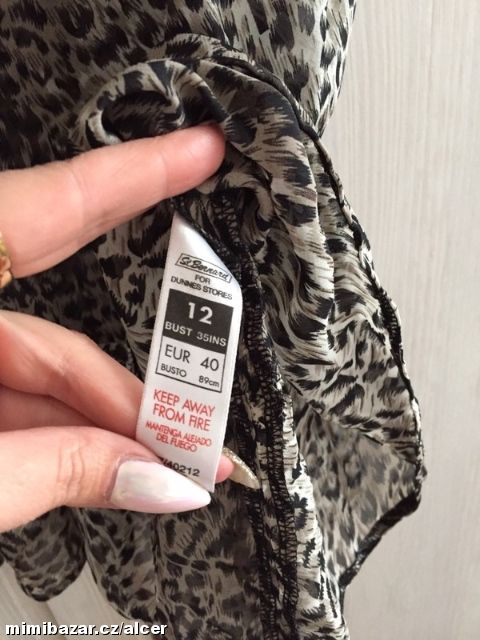 St. Bernard
FOR
DUNNES STORES
12
BUST 35INS
EUR 40
BUSTO 89cm
KEEP AWAY
FROM FIRE
MANTENGA ALEJADO
DEL FUEGO
mimibazar.cz/alcer